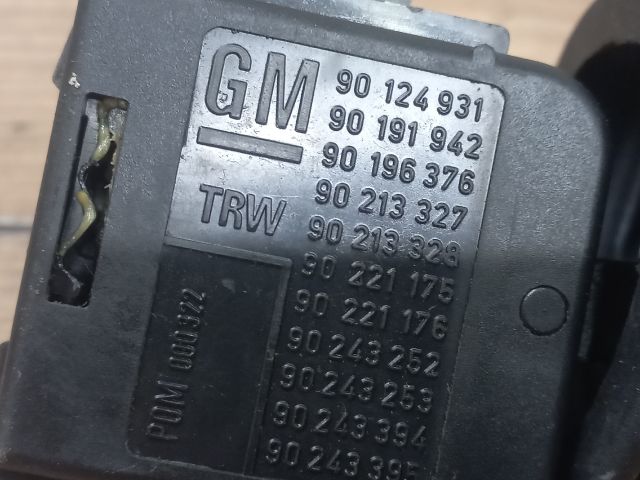 GM
TRW
POM 000322
90 124 931
90 191 942
90 196 376
90 213 327
90 213 328
90 221 175
90 221 176
90 243 252
90 243 253
90 243 394
90 243 395